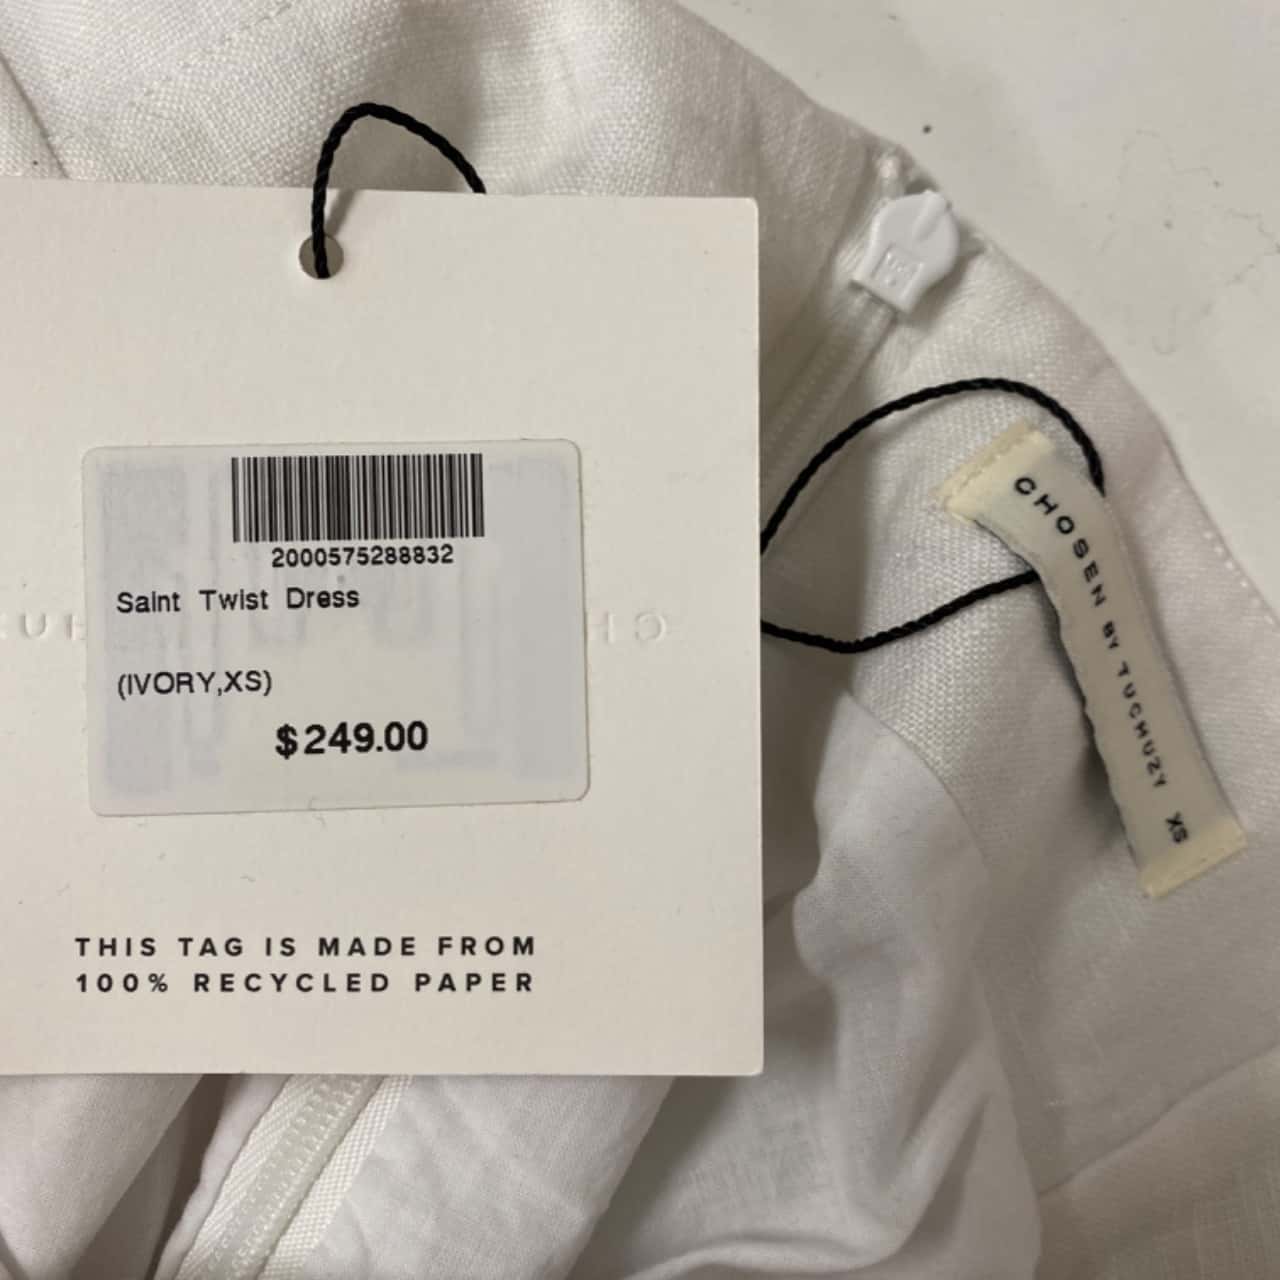 2000575288832
Saint Twist Dress
(IVORY,XS)
$249.00
THIS TAG IS MADE FROM
100% RECYCLED PAPER
CHOSEN BY TUCHUZY XS